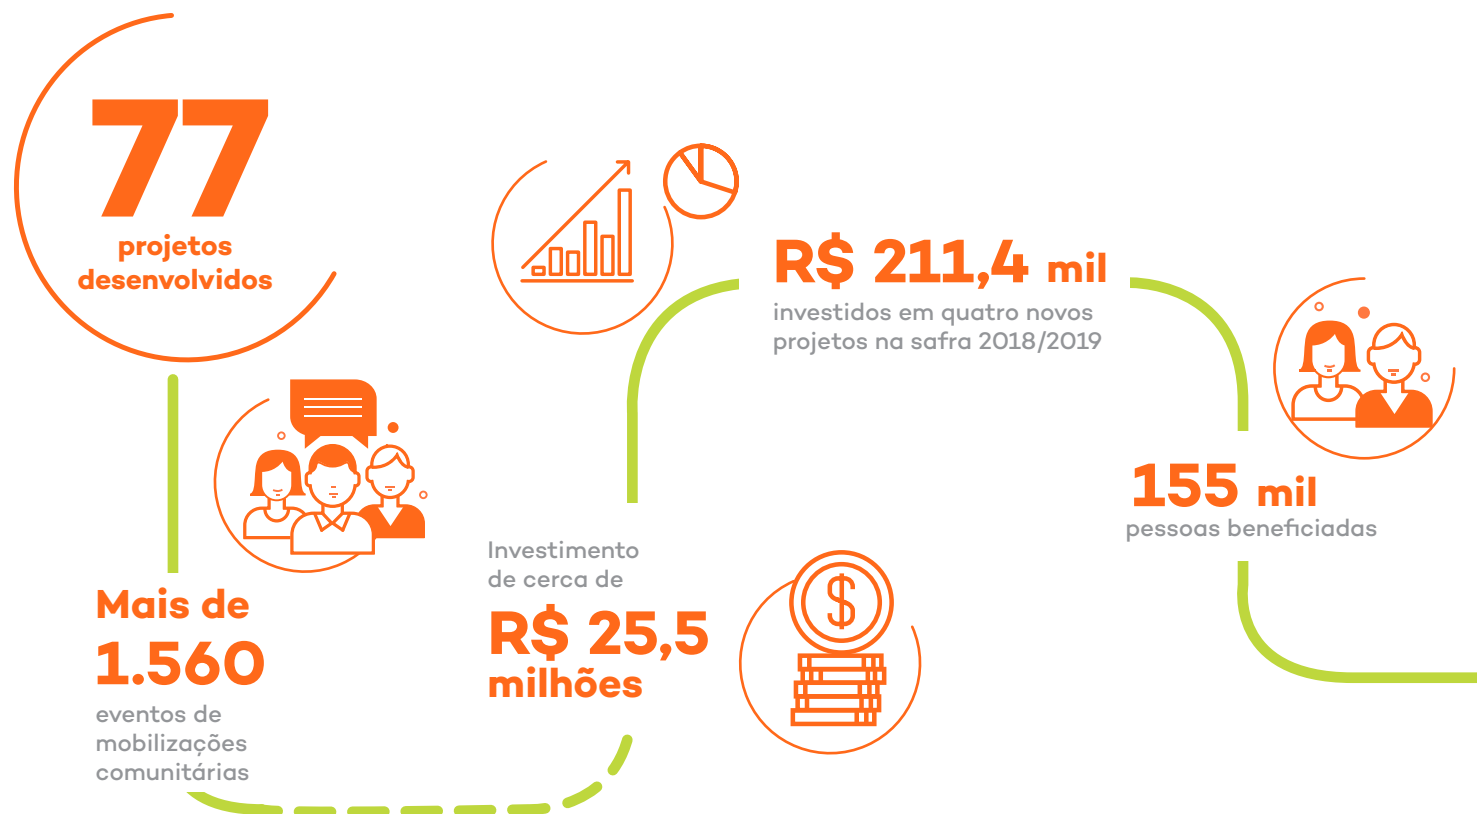 77
projetos
desenvolvidos
Mais de
1.560
eventos de
mobilizações
comunitárias
Investimento
de cerca de
R$ 25,5
milhões
$
R$ 211,4 mil
investidos em quatro novos
projetos na safra 2018/2019
155 mil
pessoas beneficiadas